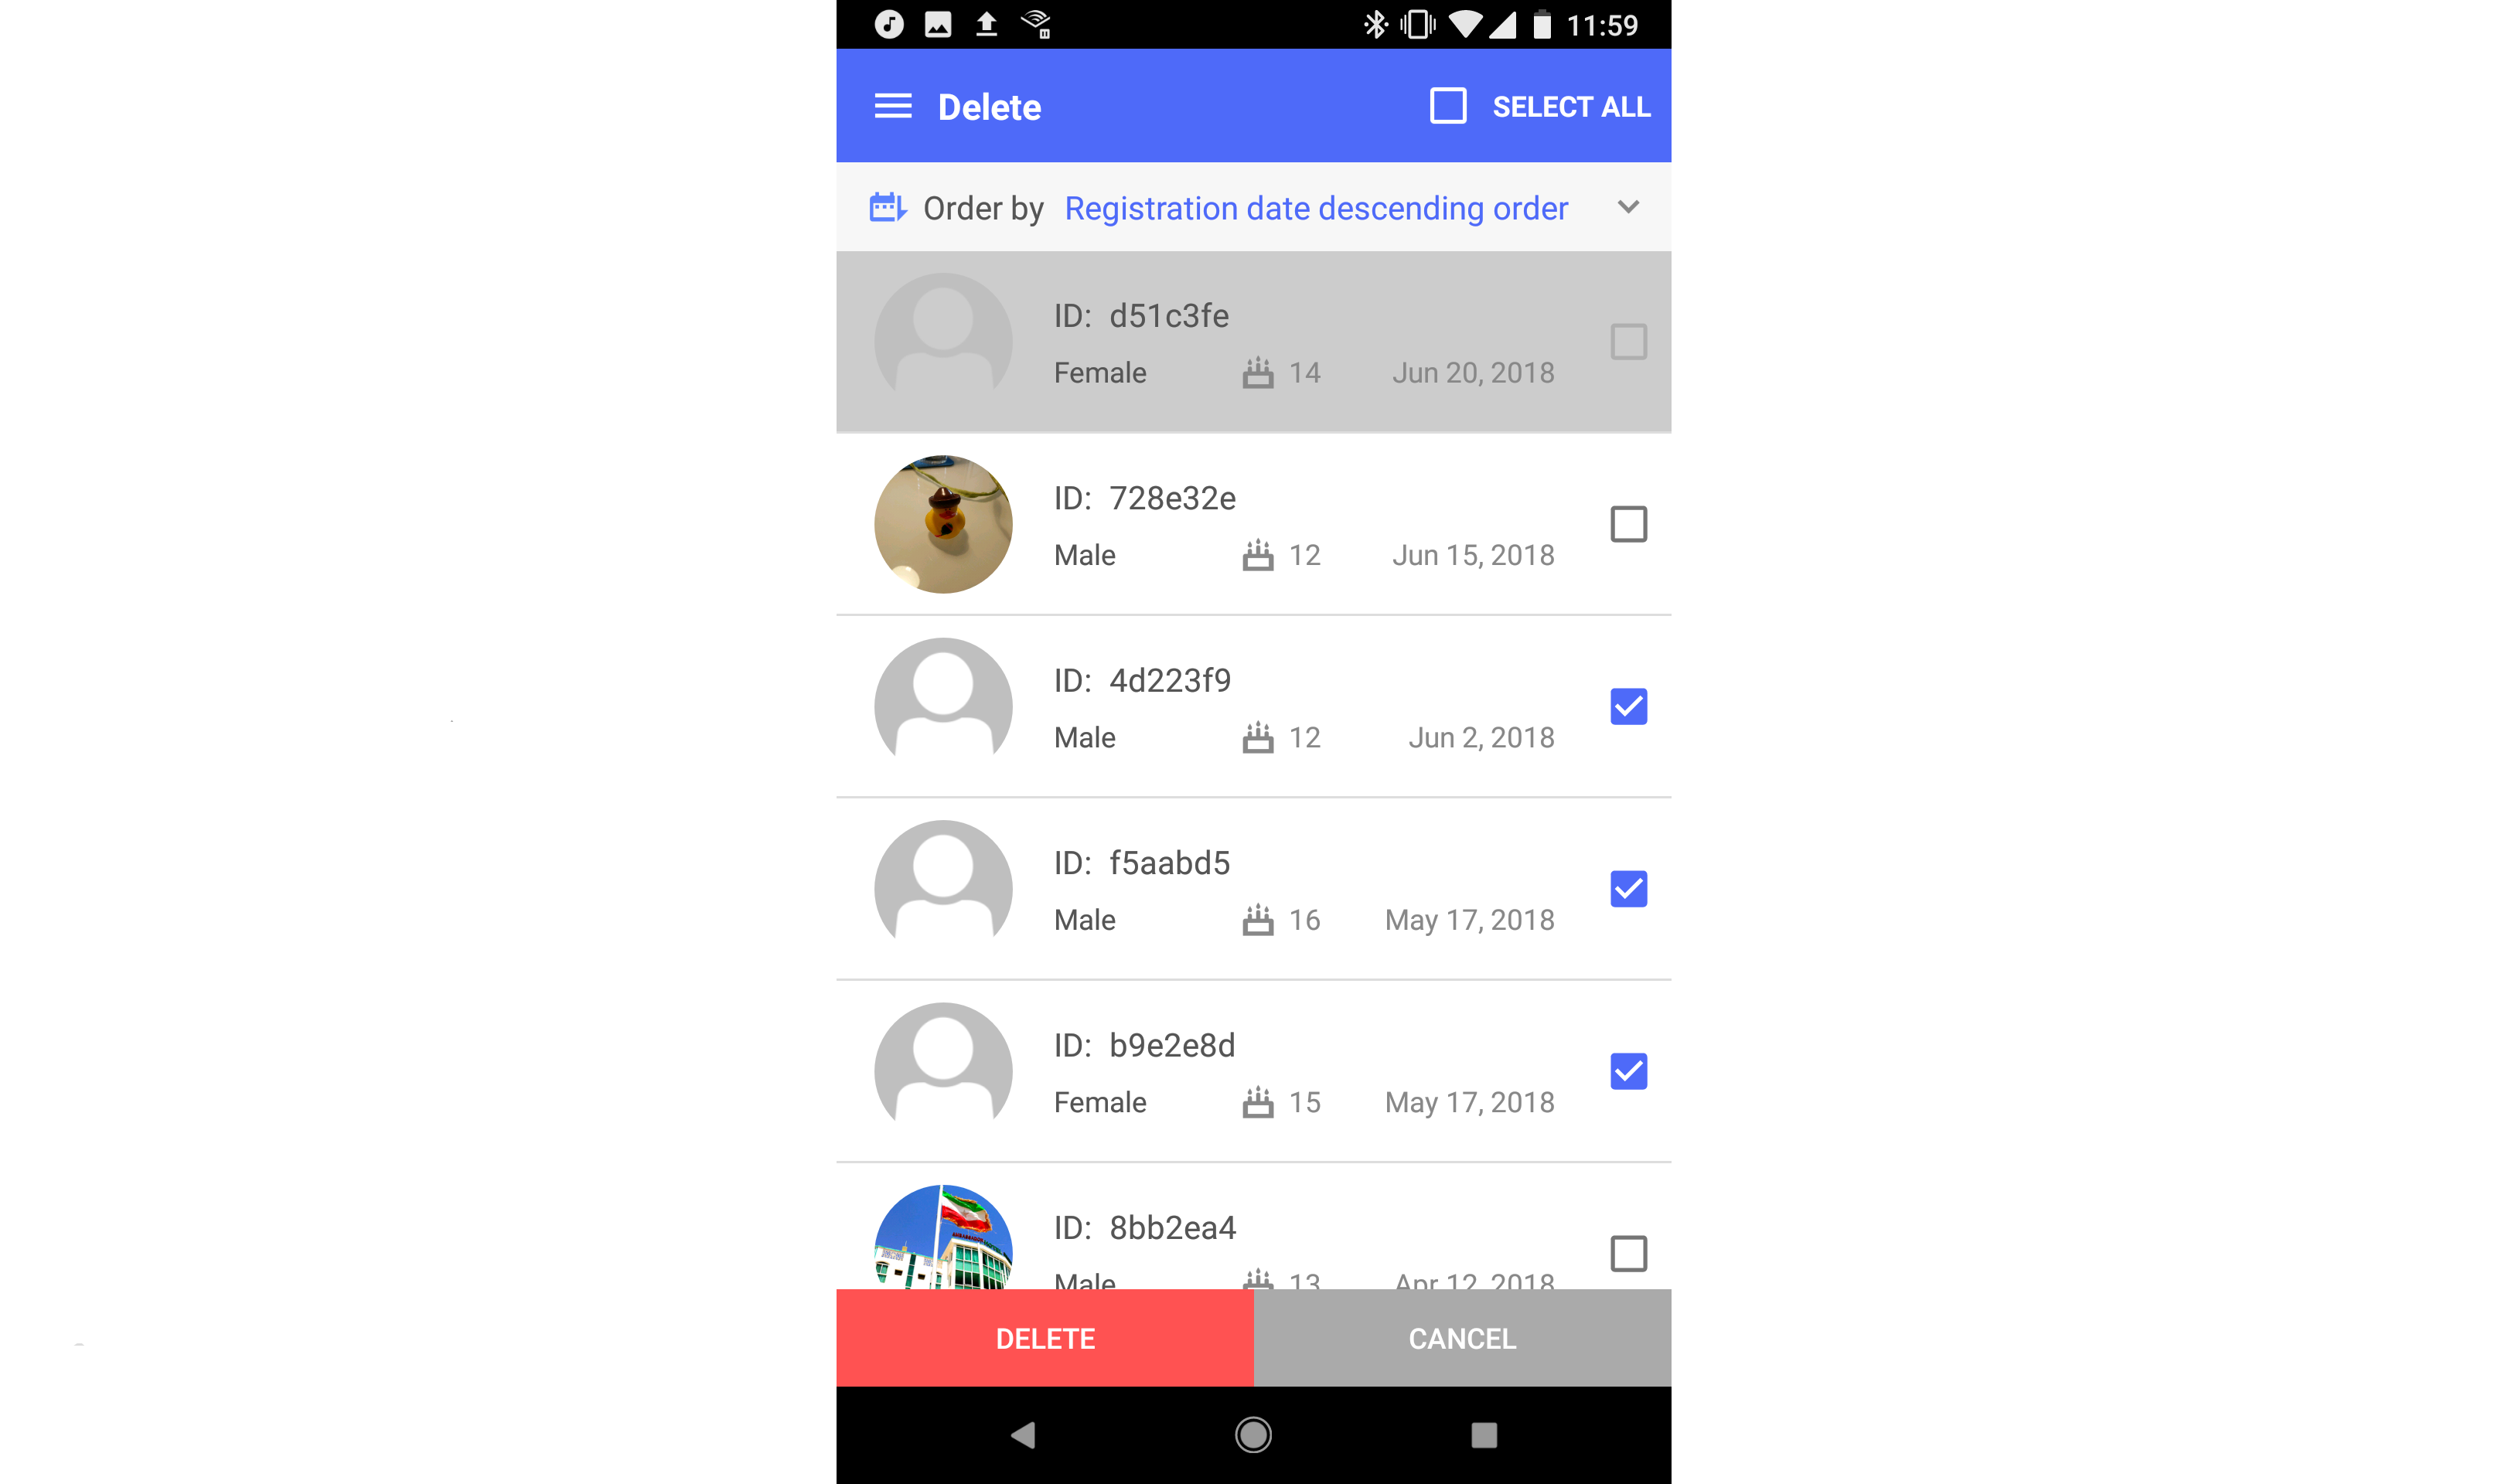 11:59
Delete SELECT ALL
Order by Registration date descending order
ID: d51c3fe
Female 14 Jun 20, 2018
ID: 728e32e
Male 12 Jun 15, 2018
ID: 4d223f9
Male 12 Jun 2, 2018
ID: f5aabd5
Male 16 May 17, 2018
ID: b9e2e8d
Female 15 May 17, 2018
ID: 8bb2ea4
Male 13 Apr 12, 2018
DELETE CANCEL